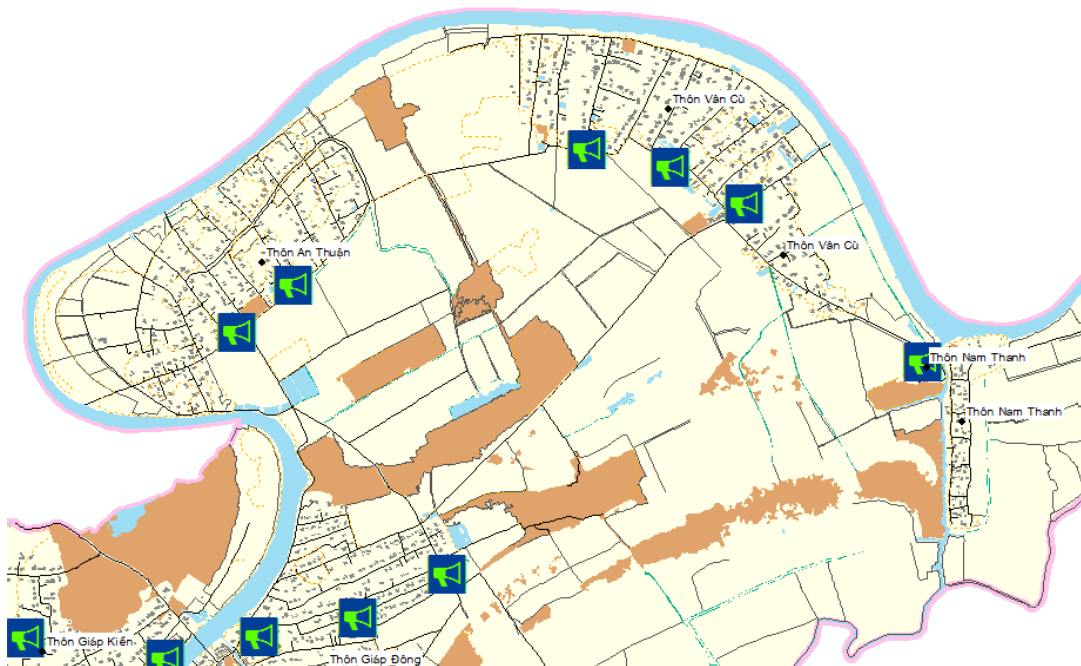 Thôn Vân Cù
Thôn An Thuận
Thôn Vân Cù
Thôn Nam Thanh
Thôn Nam Thanh
Thôn Giáp Kiền
Thôn Giáp Đông